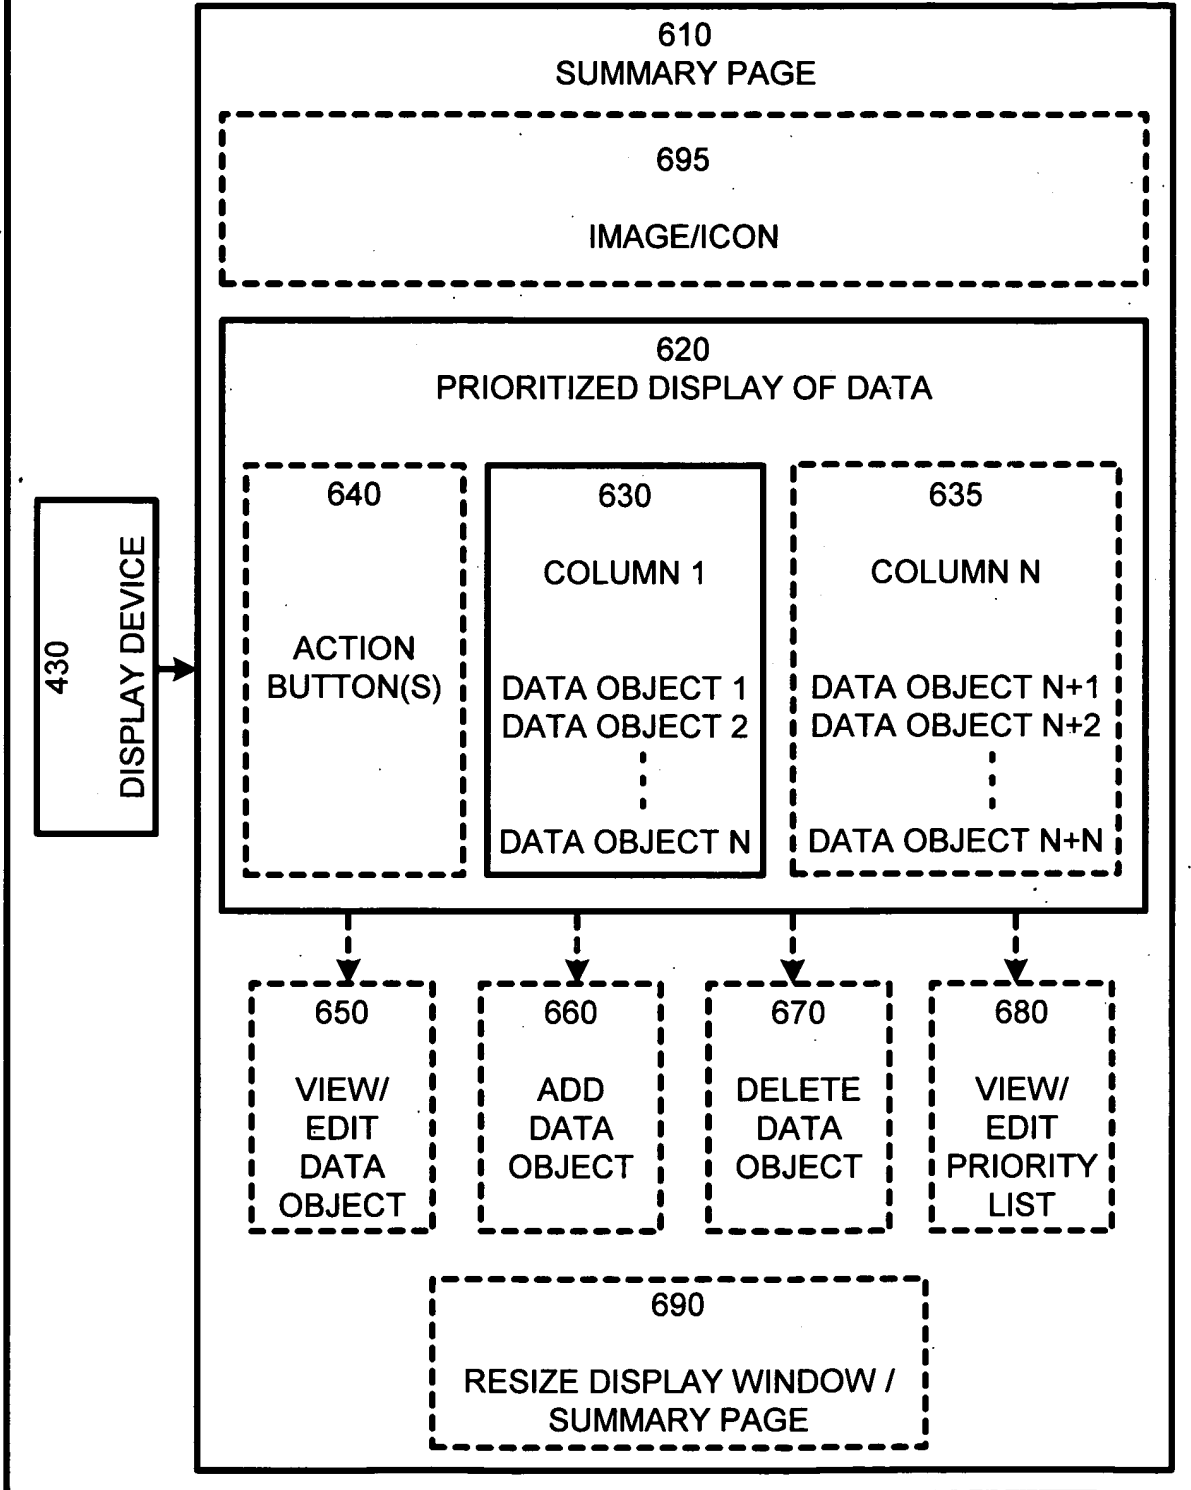 610
SUMMARY PAGE
695
IMAGE/ICON
620
PRIORITIZED DISPLAY OF DATA
640
ACTION
BUTTON(S)
630
COLUMN 1
DATA OBJECT 1
DATA OBJECT 2
DATA OBJECT N
635
COLUMN N
DATA OBJECT N+1
DATA OBJECT N+2
DATA OBJECT N+N
430
DISPLAY DEVICE
650
VIEW/
EDIT
DATA
OBJECT
660
ADD
DATA
OBJECT
670
DELETE
DATA
OBJECT
680
VIEW/
EDIT
PRIORITY
LIST
690
RESIZE DISPLAY WINDOW /
SUMMARY PAGE